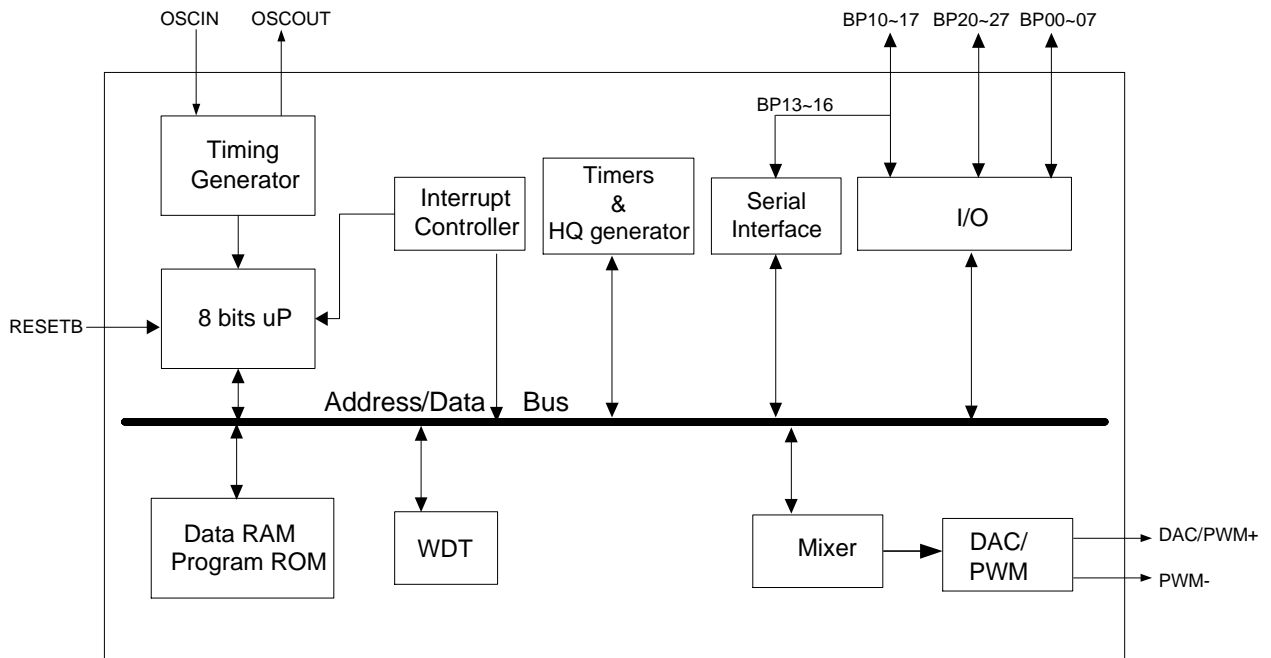 OSCIN
OSCOUT
BP10~17
BP20~27
BP00~07
BP13~16
Timing
Generator
Interrupt
Controller
Timers
&
HQ generator
Serial
Interface
I/O
RESETB
8 bits uP
Address/Data Bus
Data RAM
Program ROM
WDT
Mixer
DAC/
PWM
DAC/PWM+
PWM-